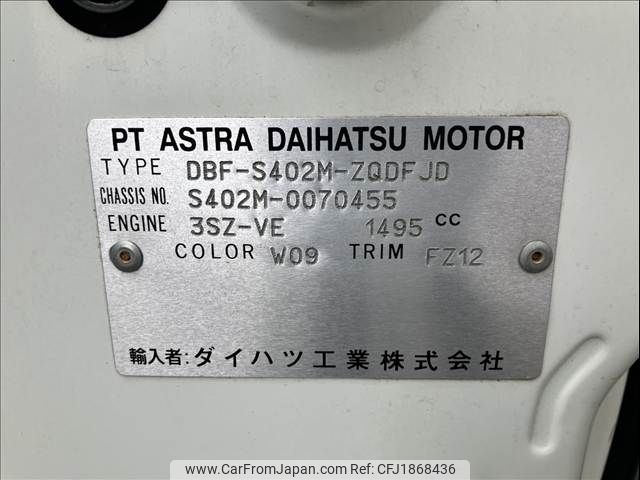 PT ASTRA DAIHATSU MOTOR
TYPE DBF-S402M-ZQDFJD
CHASSIS NO. S402M-0070455
ENGINE 3SZ-VE 1495 CC
COLOR W09 TRIM FZ12
輸入者: ダイハツ工業株式会社
www.CarFromJapan.com - CFJ1868436